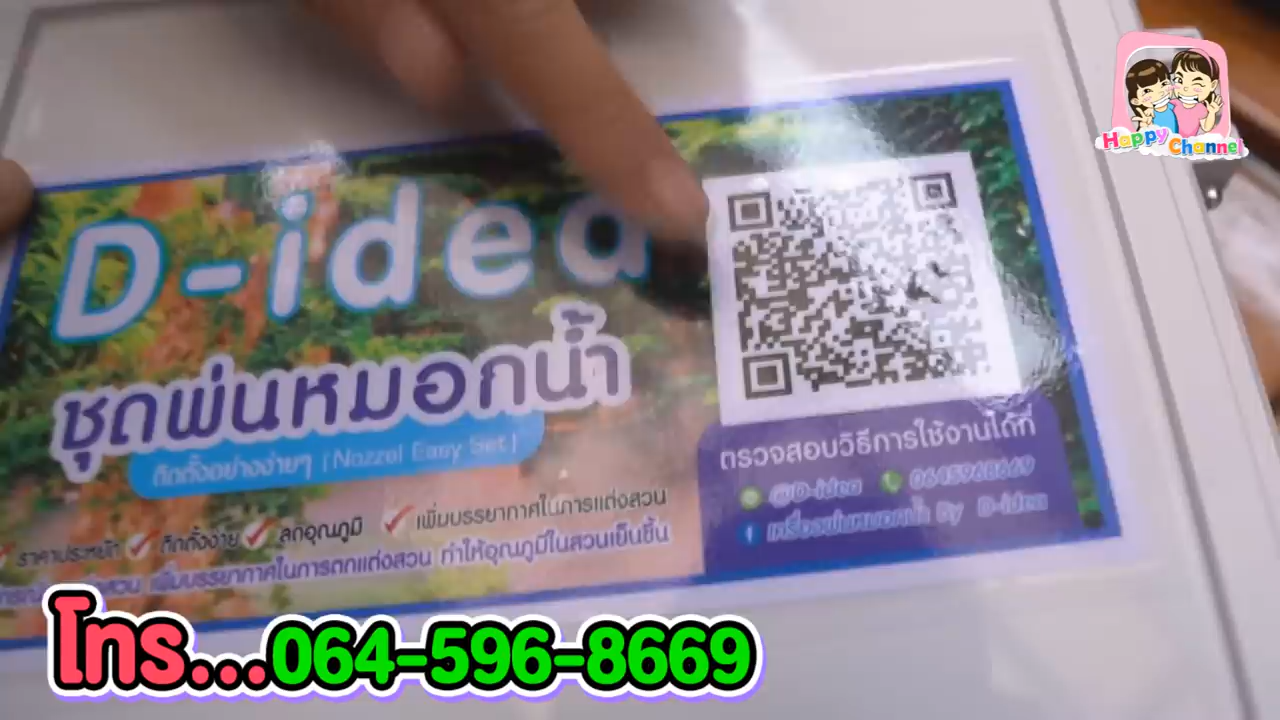 Happy Channel
D-idea
ชุดพ่นหมอกน้ำ
ติดตั้งอย่างง่ายๆ (Nozzel Easy Set)
ราคาประหยัด ติดตั้งง่าย ลดอุณภูมิ เพิ่มบรรยากาศในการแต่งสวน
สวน เพิ่มบรรยากาศในการตกแต่งสวน ทำให้อุณภูมิในสวนเย็นขึ้น
ตรวจสอบวิธีการใช้งานได้ที่
@D-idea 0645968669
เครื่องพ่นหมอกน้ำ By D-idea
โทร...064-596-8669